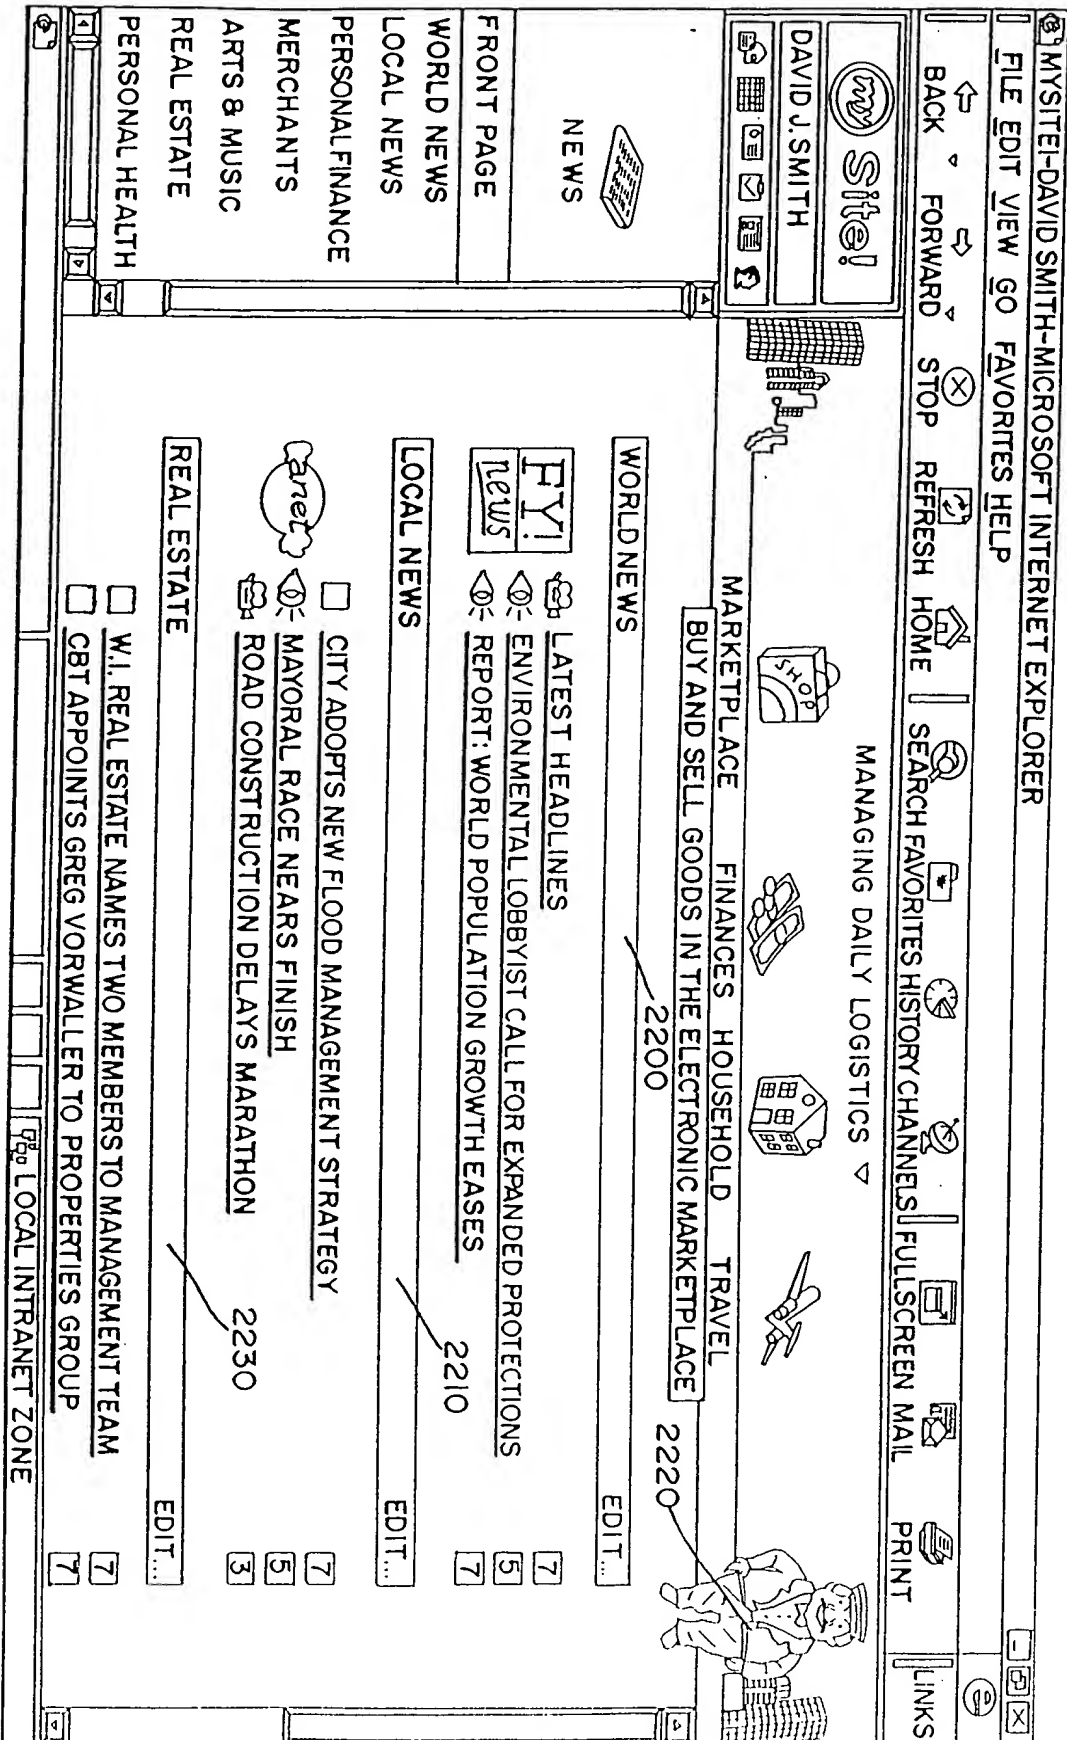 MYSITE!-DAVID SMITH-MICROSOFT INTERNET EXPLORER
FILE EDIT VIEW GO FAVORITES HELP
BACK FORWARD STOP REFRESH HOME SEARCH FAVORITES HISTORY CHANNELS FULLSCREEN MAIL PRINT
LINKS
my Site!
DAVID J. SMITH
MANAGING DAILY LOGISTICS
SHOP
MARKETPLACE FINANCES HOUSEHOLD TRAVEL
BUY AND SELL GOODS IN THE ELECTRONIC MARKETPLACE
2220
2200
NEWS
FRONT PAGE
WORLD NEWS
LOCAL NEWS
PERSONAL FINANCE
MERCHANTS
ARTS & MUSIC
REAL ESTATE
PERSONAL HEALTH
WORLD NEWS EDIT...
FY! news
LATEST HEADLINES 7
ENVIRONMENTAL LOBBYIST CALL FOR EXPANDED PROTECTIONS 5
REPORT: WORLD POPULATION GROWTH EASES 7
2210
LOCAL NEWS EDIT...
CITY ADOPTS NEW FLOOD MANAGEMENT STRATEGY 7
MAYORAL RACE NEARS FINISH 5
ROAD CONSTRUCTION DELAYS MARATHON 3
2230
REAL ESTATE EDIT...
W.I. REAL ESTATE NAMES TWO MEMBERS TO MANAGEMENT TEAM 7
CBT APPOINTS GREG VORWALLER TO PROPERTIES GROUP 7
LOCAL INTRANET ZONE